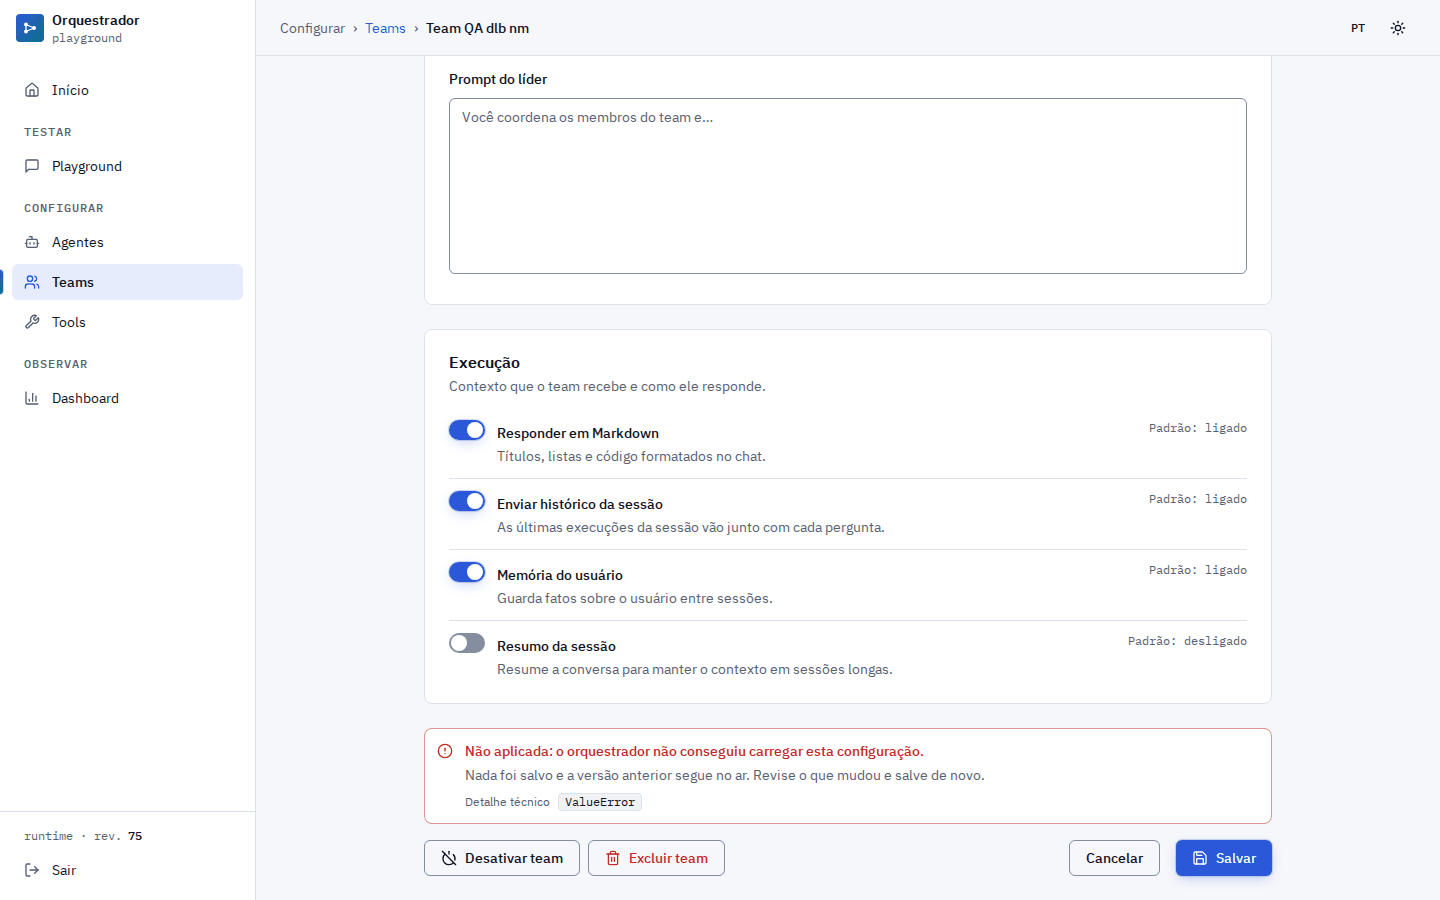 Orquestrador
playground
Início
TESTAR
Playground
CONFIGURAR
Agentes
Teams
Tools
OBSERVAR
Dashboard
runtime · rev. 75
Sair
Configurar › Teams › Team QA dlb nm
PT
Prompt do líder
Você coordena os membros do team e...
Execução
Contexto que o team recebe e como ele responde.
Responder em Markdown
Padrão: ligado
Títulos, listas e código formatados no chat.
Enviar histórico da sessão
Padrão: ligado
As últimas execuções da sessão vão junto com cada pergunta.
Memória do usuário
Padrão: ligado
Guarda fatos sobre o usuário entre sessões.
Resumo da sessão
Padrão: desligado
Resume a conversa para manter o contexto em sessões longas.
Não aplicada: o orquestrador não conseguiu carregar esta configuração.
Nada foi salvo e a versão anterior segue no ar. Revise o que mudou e salve de novo.
Detalhe técnico ValueError
Desativar team
Excluir team
Cancelar
Salvar